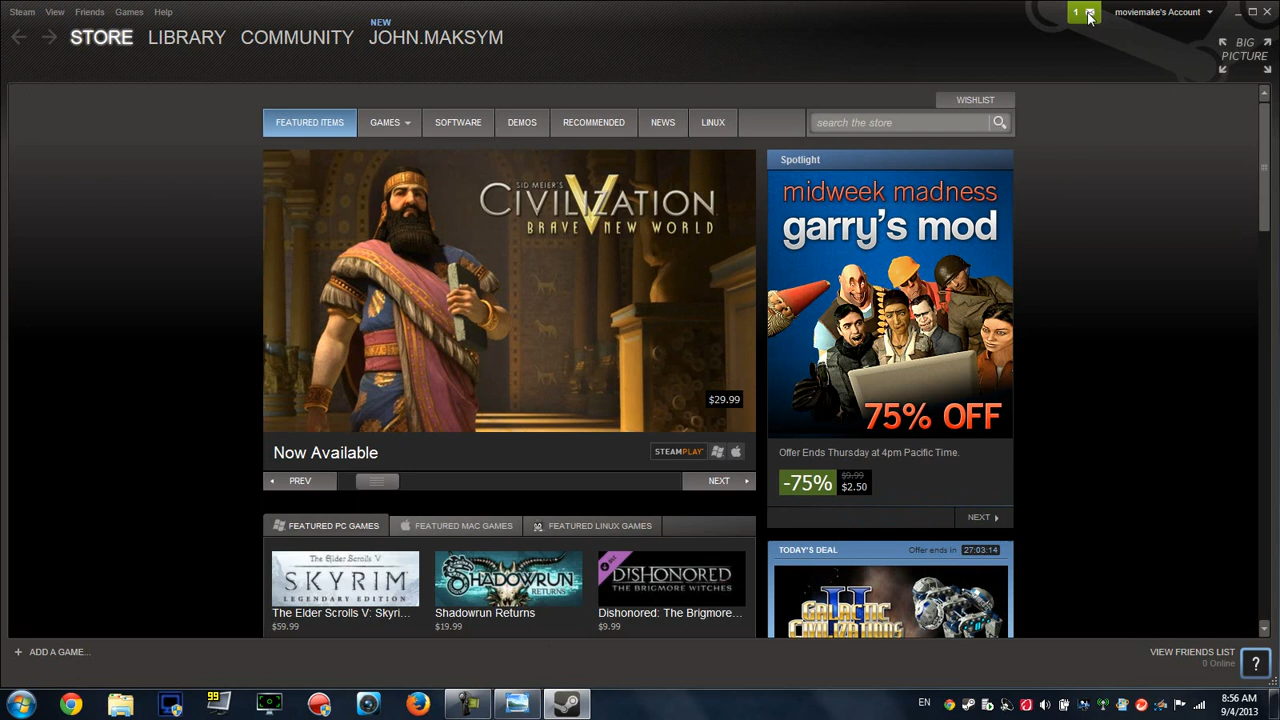 Steam View Friends Games Help
1
moviemake's Account
STORE LIBRARY COMMUNITY JOHN.MAKSYM
NEW
BIG
PICTURE
WISHLIST
FEATURED ITEMS GAMES SOFTWARE DEMOS RECOMMENDED NEWS LINUX
search the store
SID MEIER'S
CIVILIZATION
V
BRAVE NEW WORLD
$29.99
Now Available
STEAMPLAY
PREV
NEXT
Spotlight
midweek madness
garry's mod
75% OFF
Offer Ends Thursday at 4pm Pacific Time.
-75%
$9.99
$2.50
NEXT
FEATURED PC GAMES FEATURED MAC GAMES FEATURED LINUX GAMES
The Elder Scrolls V
SKYRIM
LEGENDARY EDITION
The Elder Scrolls V: Skyri...
$59.99
SHADOWRUN
RETURNS
Shadowrun Returns
$19.99
DISHONORED
THE BRIGMORE WITCHES
Dishonored: The Brigmore...
$9.99
TODAY'S DEAL
Offer ends in 27:03:14
II
GALACTIC
CIVILIZATIONS
+ ADD A GAME...
VIEW FRIENDS LIST
0 Online
?
99
EN
8:56 AM
9/4/2013